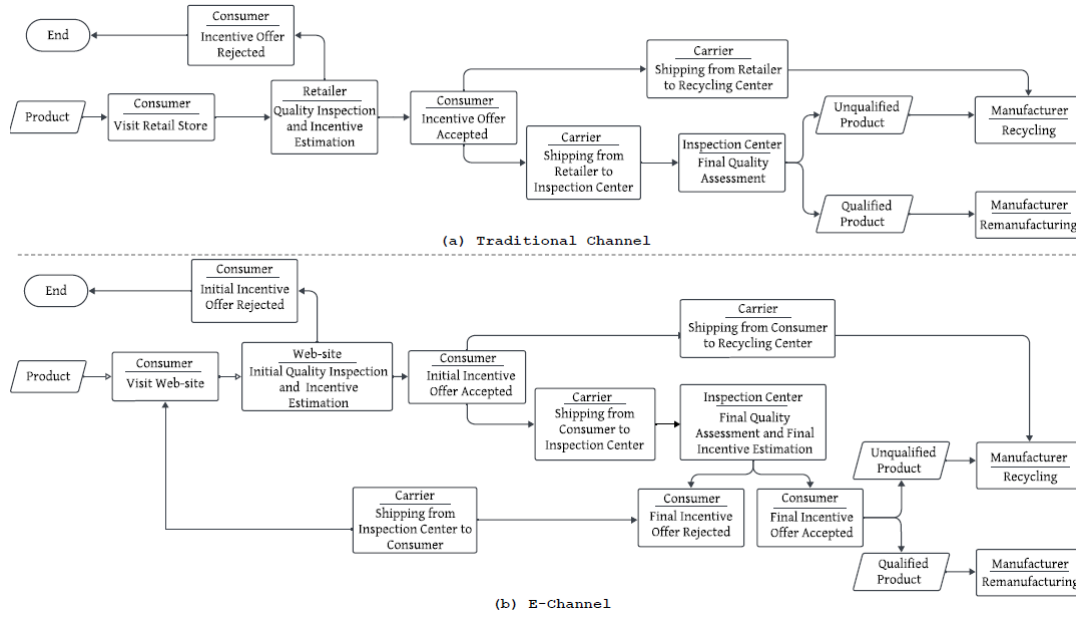 Consumer
Incentive Offer
Rejected
End
Carrier
Shipping from Retailer
to Recycling Center
Product
Consumer
Visit Retail Store
Retailer
Quality Inspection
and Incentive
Estimation
Consumer
Incentive Offer
Accepted
Carrier
Shipping from
Retailer to
Inspection Center
Inspection Center
Final Quality
Assessment
Unqualified
Product
Manufacturer
Recycling
Qualified
Product
Manufacturer
Remanufacturing
(a) Traditional Channel
Consumer
Initial Incentive
Offer Rejected
End
Carrier
Shipping from Consumer
to Recycling Center
Product
Consumer
Visit Web-site
Web-site
Initial Quality Inspection
and Incentive
Estimation
Consumer
Initial Incentive
Offer Accepted
Carrier
Shipping from
Consumer to
Inspection Center
Inspection Center
Final Quality
Assessment and Final
Incentive Estimation
Unqualified
Product
Manufacturer
Recycling
Carrier
Shipping from
Inspection Center to
Consumer
Consumer
Final Incentive
Offer Rejected
Consumer
Final Incentive
Offer Accepted
Qualified
Product
Manufacturer
Remanufacturing
(b) E-Channel